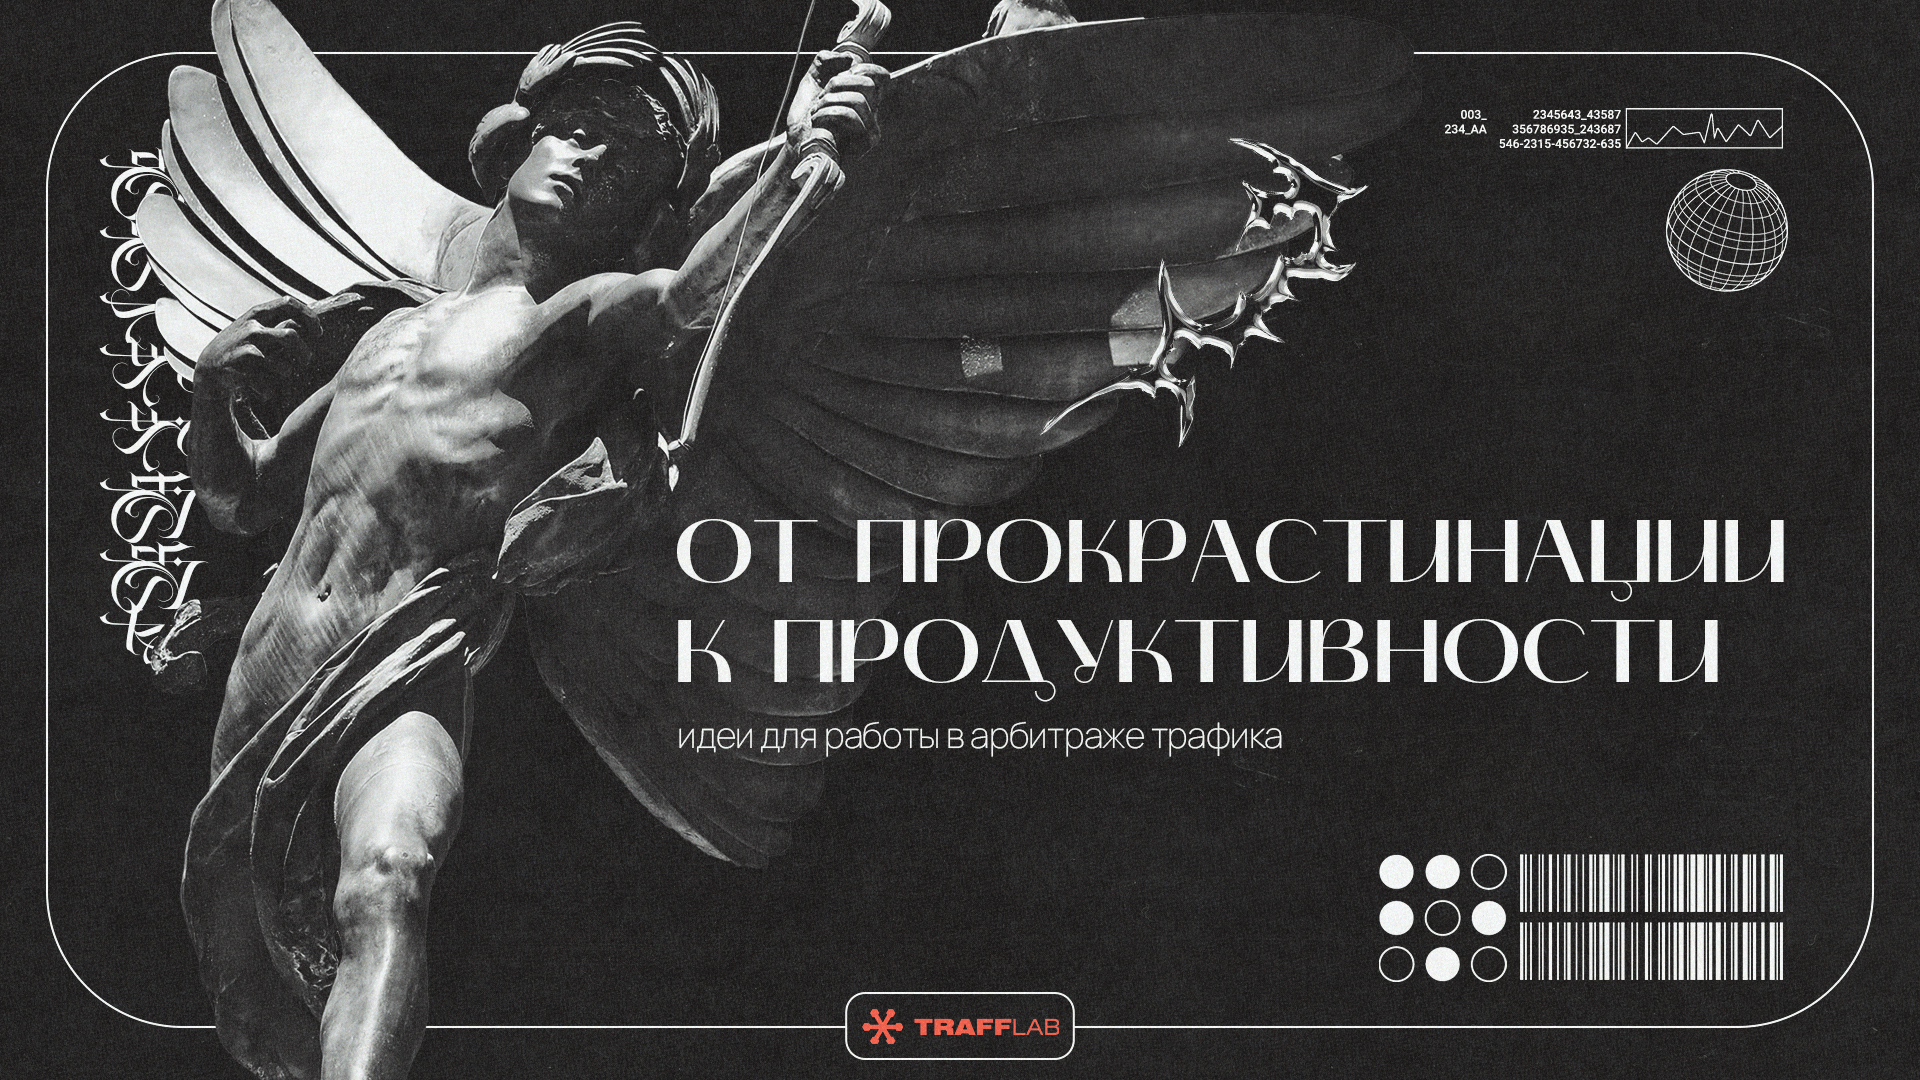 003_
234_AA
2345643_43587
356786935_243687
546-2315-456732-635
ОТ ПРОКРАСТИНАЦИИ
К ПРОДУКТИВНОСТИ
идеи для работы в арбитраже трафика
TRAFFLAB